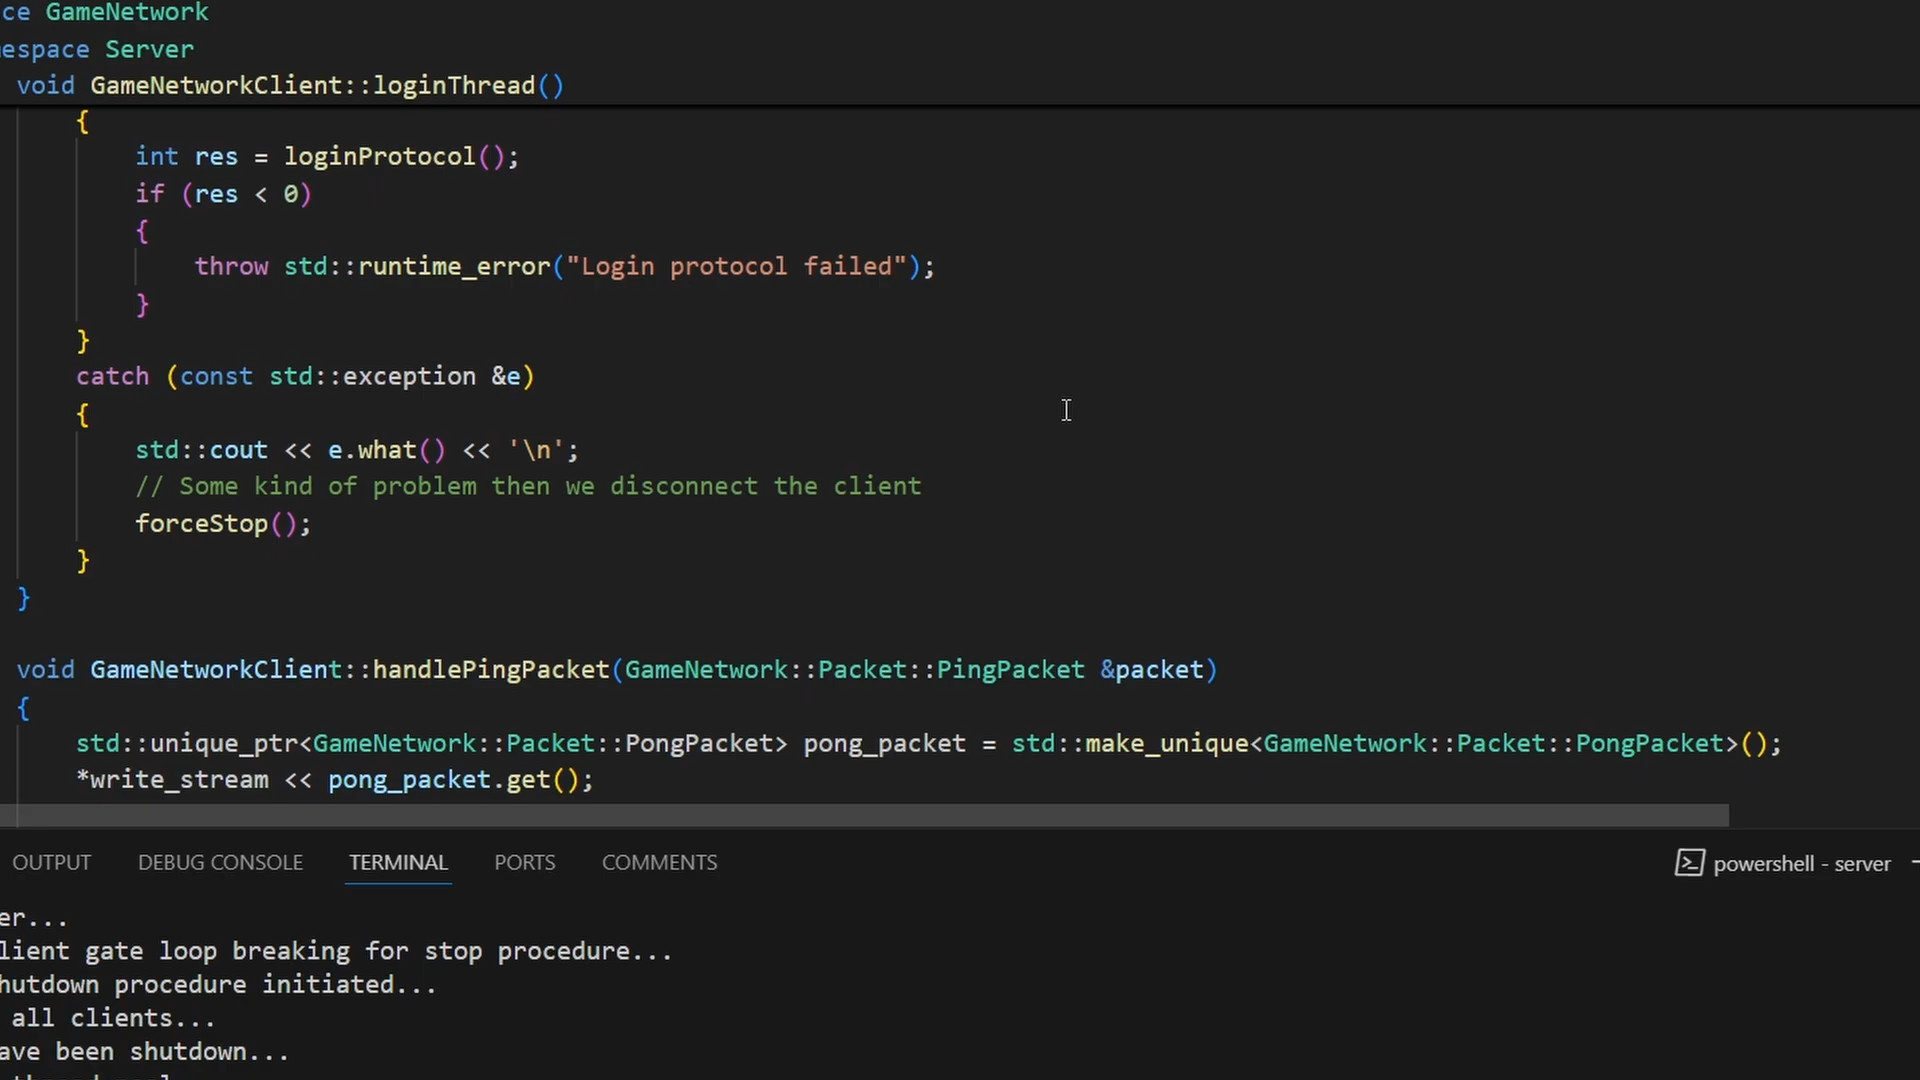 ce GameNetwork
espace Server
void GameNetworkClient::loginThread()
{
int res = loginProtocol();
if (res < 0)
{
throw std::runtime_error("Login protocol failed");
}
}
catch (const std::exception &e)
{
std::cout << e.what() << '\n';
// Some kind of problem then we disconnect the client
forceStop();
}
}
void GameNetworkClient::handlePingPacket(GameNetwork::Packet::PingPacket &packet)
{
std::unique_ptr<GameNetwork::Packet::PongPacket> pong_packet = std::make_unique<GameNetwork::Packet::PongPacket>();
*write_stream << pong_packet.get();
OUTPUT DEBUG CONSOLE TERMINAL PORTS COMMENTS powershell - server
er...
lient gate loop breaking for stop procedure...
hutdown procedure initiated...
all clients...
ave been shutdown...